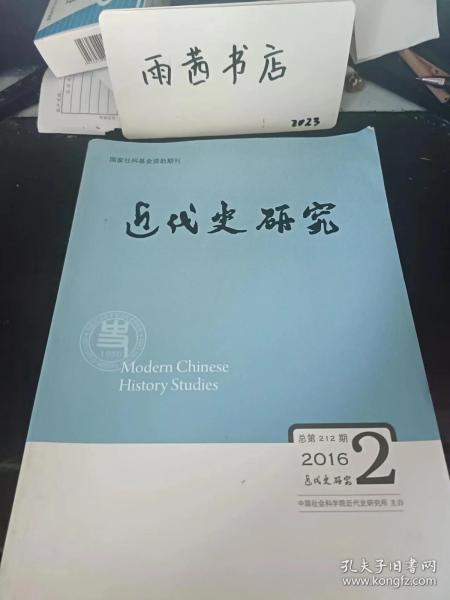 雨茜书店
2023
国家社科基金资助期刊
近代史研究
1950
Modern Chinese
History Studies
总第212期
2016
2
近代史研究
中国社会科学院近代史研究所 主办
孔夫子旧书网
www.kongfz.com